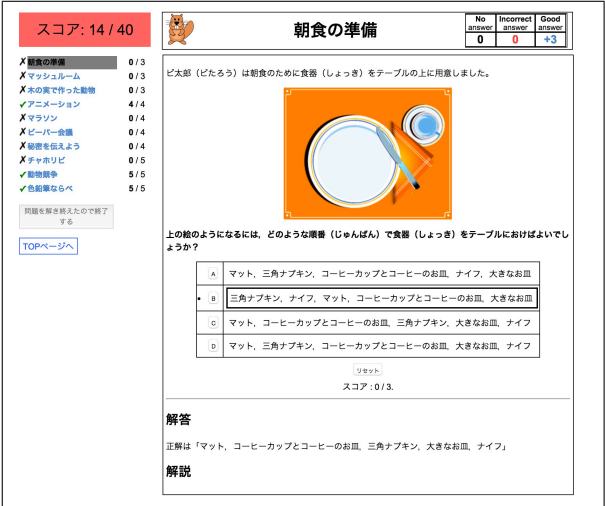 スコア: 14 / 40
朝食の準備
No answer
Incorrect answer
Good answer
0
0
+3
✗朝食の準備 0 / 3
✗マッシュルーム 0 / 3
✗木の実で作った動物 0 / 3
✓アニメーション 4 / 4
✗マラソン 0 / 4
✗ビーバー会議 0 / 4
✗秘密を伝えよう 0 / 4
✗チャホリビ 0 / 5
✓動物競争 5 / 5
✓色鉛筆ならべ 5 / 5
問題を解き終えたので終了
する
TOPページへ
ビ太郎（ビたろう）は朝食のために食器（しょっき）をテーブルの上に用意しました。
上の絵のようになるには，どのような順番（じゅんばん）で食器（しょっき）をテーブルにおけばよいでし
ょうか？
A マット，三角ナプキン，コーヒーカップとコーヒーのお皿，ナイフ，大きなお皿
B 三角ナプキン，ナイフ，マット，コーヒーカップとコーヒーのお皿，大きなお皿
C マット，コーヒーカップとコーヒーのお皿，三角ナプキン，大きなお皿，ナイフ
D マット，三角ナプキン，コーヒーカップとコーヒーのお皿，大きなお皿，ナイフ
リセット
スコア : 0 / 3.
解答
正解は「マット，コーヒーカップとコーヒーのお皿，三角ナプキン，大きなお皿，ナイフ」
解説